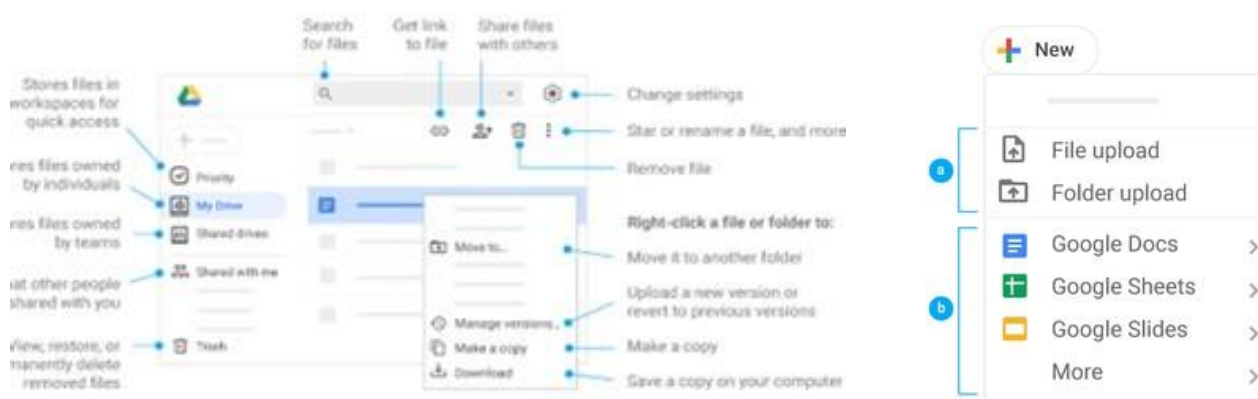 Search
for files
Get link
to file
Share files
with others
Stores files in
workspaces for
quick access
res files owned
by individuals
res files owned
by teams
at other people
shared with you
View, restore, or
manently delete
removed files
Priority
My Drive
Shared drives
Shared with me
Trash
Move to...
Manage versions...
Make a copy
Download
Change settings
Star or rename a file, and more
Remove file
Right-click a file or folder to:
Move it to another folder
Upload a new version or
revert to previous versions
Make a copy
Save a copy on your computer
New
a
File upload
Folder upload
b
Google Docs
Google Sheets
Google Slides
More